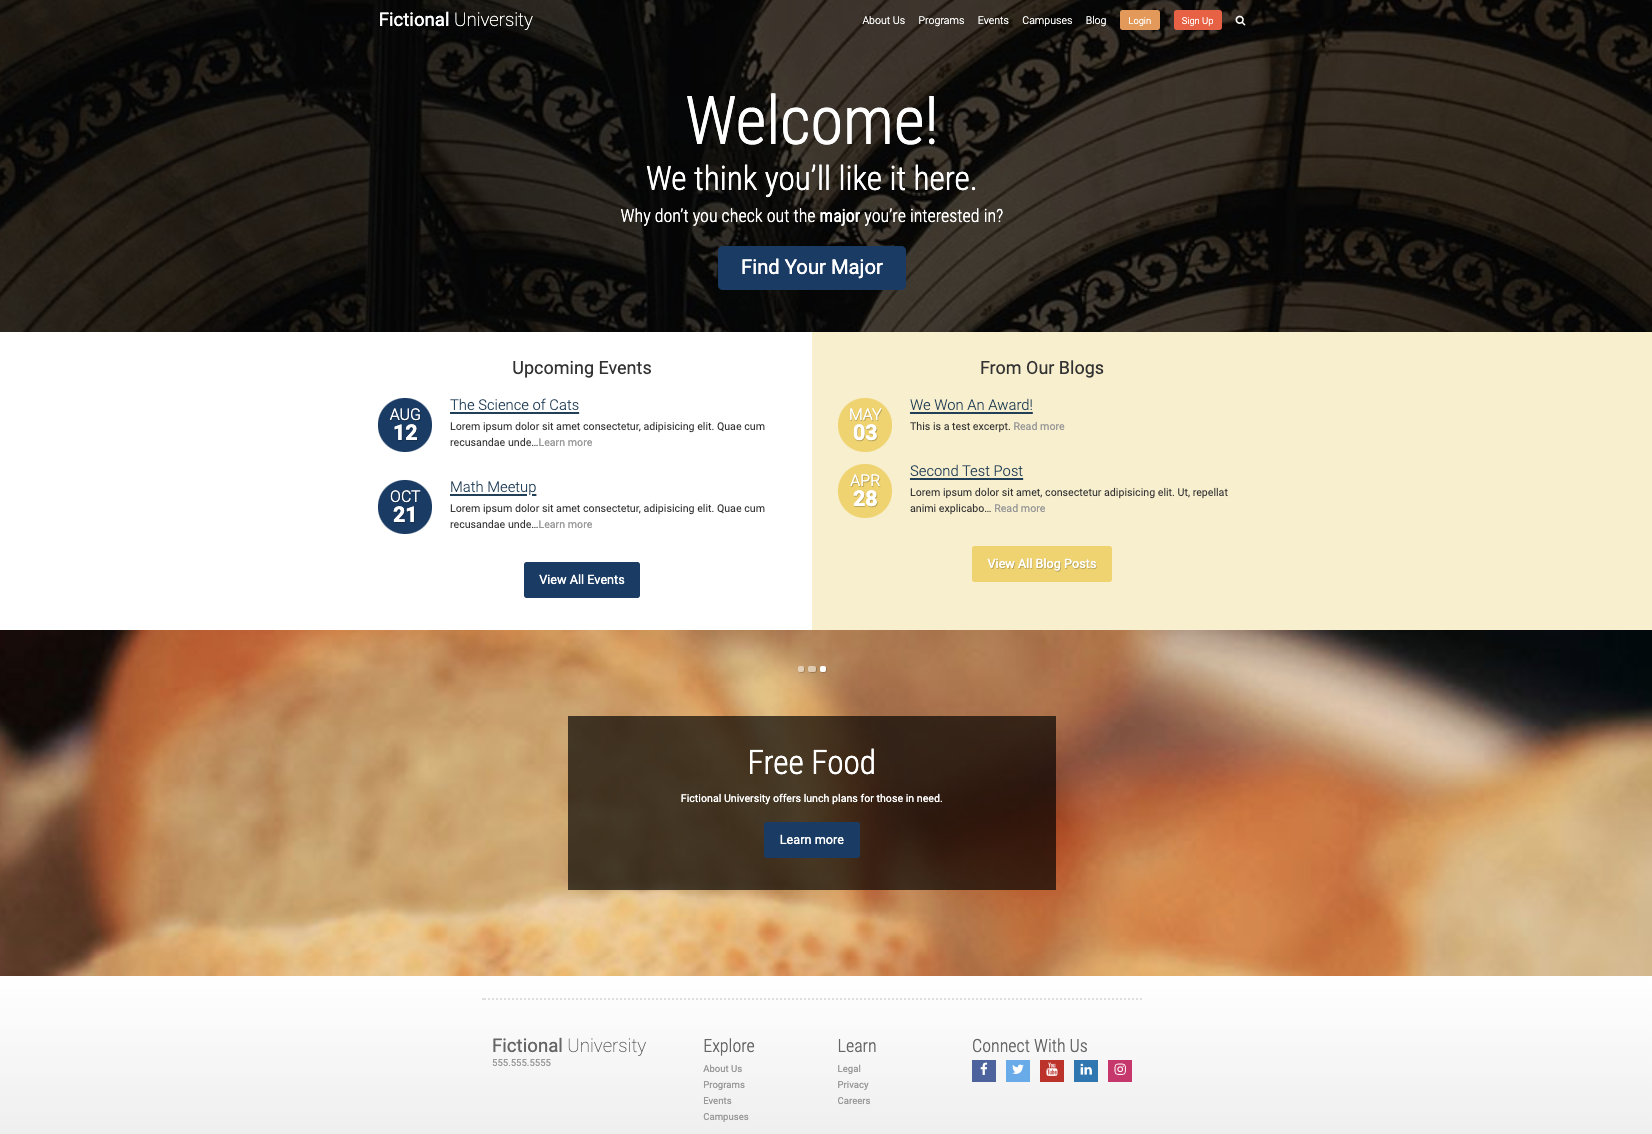 Fictional University
About Us Programs Events Campuses Blog Login Sign Up
Welcome!
We think you’ll like it here.
Why don’t you check out the major you’re interested in?
Find Your Major
Upcoming Events
AUG
12
The Science of Cats
Lorem ipsum dolor sit amet consectetur, adipisicing elit. Quae cum
recusandae unde...Learn more
OCT
21
Math Meetup
Lorem ipsum dolor sit amet consectetur, adipisicing elit. Quae cum
recusandae unde...Learn more
View All Events
From Our Blogs
MAY
03
We Won An Award!
This is a test excerpt. Read more
APR
28
Second Test Post
Lorem ipsum dolor sit amet, consectetur adipisicing elit. Ut, repellat
animi explicabo... Read more
View All Blog Posts
Free Food
Fictional University offers lunch plans for those in need.
Learn more
Fictional University
555.555.5555
Explore
About Us
Programs
Events
Campuses
Learn
Legal
Privacy
Careers
Connect With Us